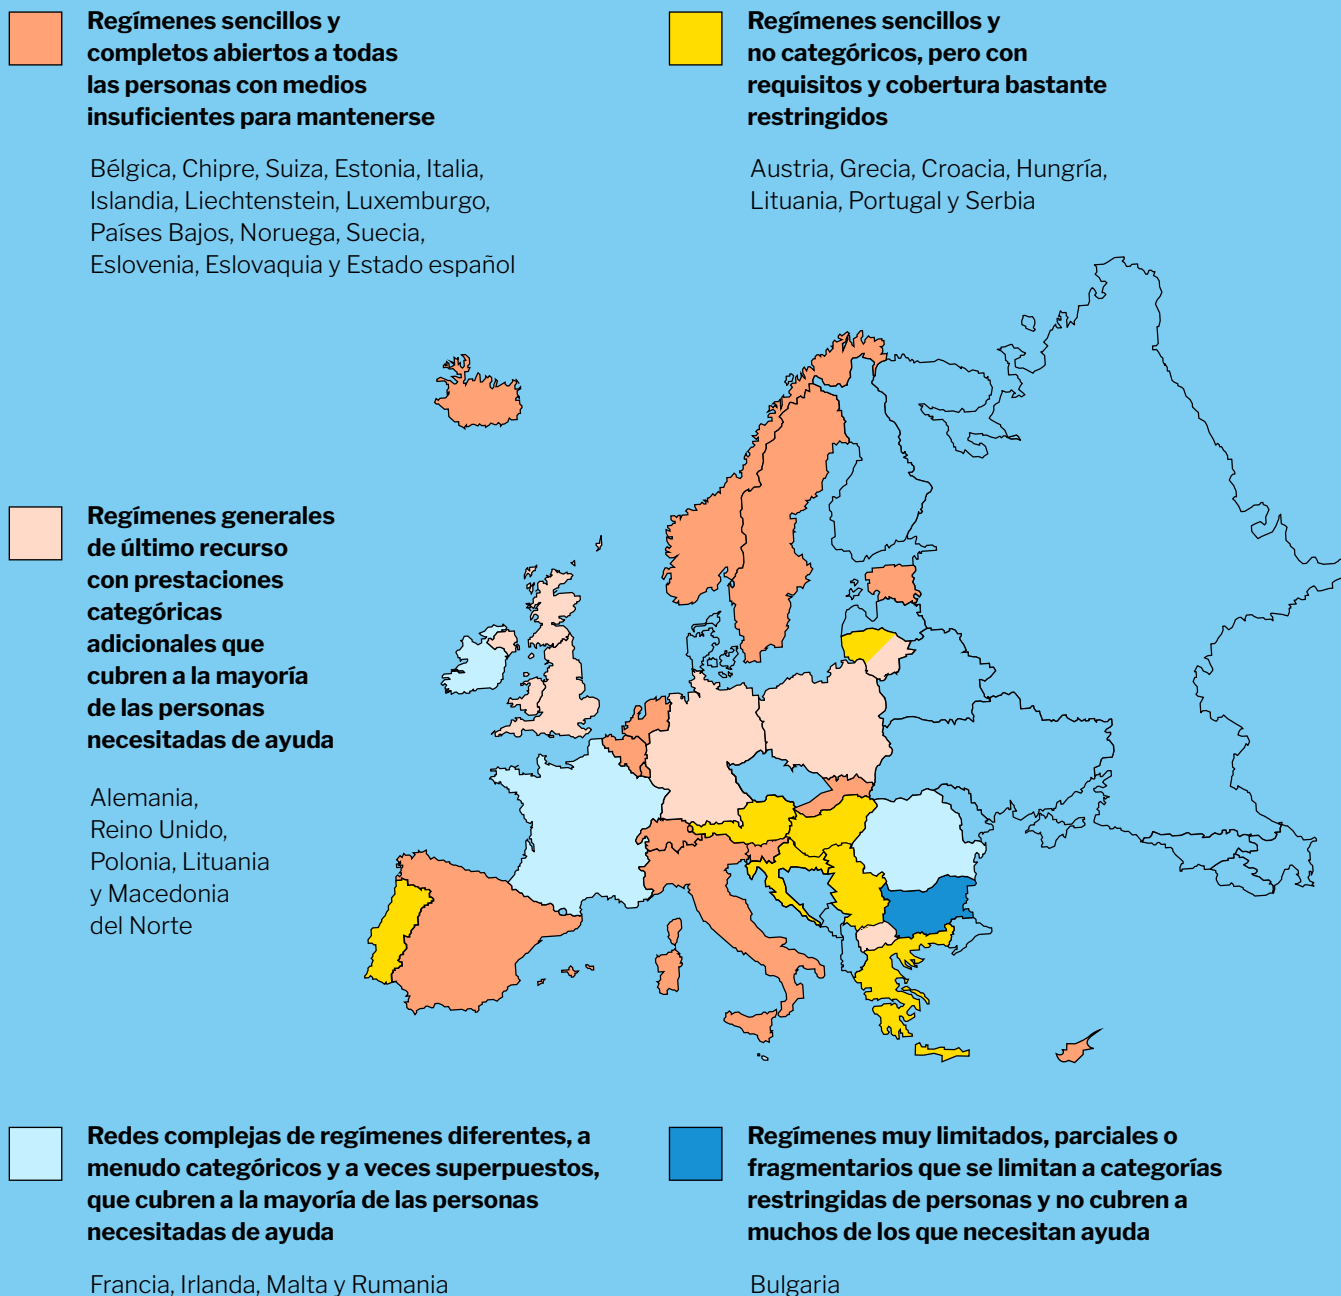 Regímenes sencillos y
completos abiertos a todas
las personas con medios
insuficientes para mantenerse
Bélgica, Chipre, Suiza, Estonia, Italia,
Islandia, Liechtenstein, Luxemburgo,
Países Bajos, Noruega, Suecia,
Eslovenia, Eslovaquia y Estado español
Regímenes sencillos y
no categóricos, pero con
requisitos y cobertura bastante
restringidos
Austria, Grecia, Croacia, Hungría,
Lituania, Portugal y Serbia
Regímenes generales
de último recurso
con prestaciones
categóricas
adicionales que
cubren a la mayoría
de las personas
necesitadas de ayuda
Alemania,
Reino Unido,
Polonia, Lituania
y Macedonia
del Norte
Redes complejas de regímenes diferentes, a
menudo categóricos y a veces superpuestos,
que cubren a la mayoría de las personas
necesitadas de ayuda
Francia, Irlanda, Malta y Rumania
Regímenes muy limitados, parciales o
fragmentarios que se limitan a categorías
restringidas de personas y no cubren a
muchos de los que necesitan ayuda
Bulgaria